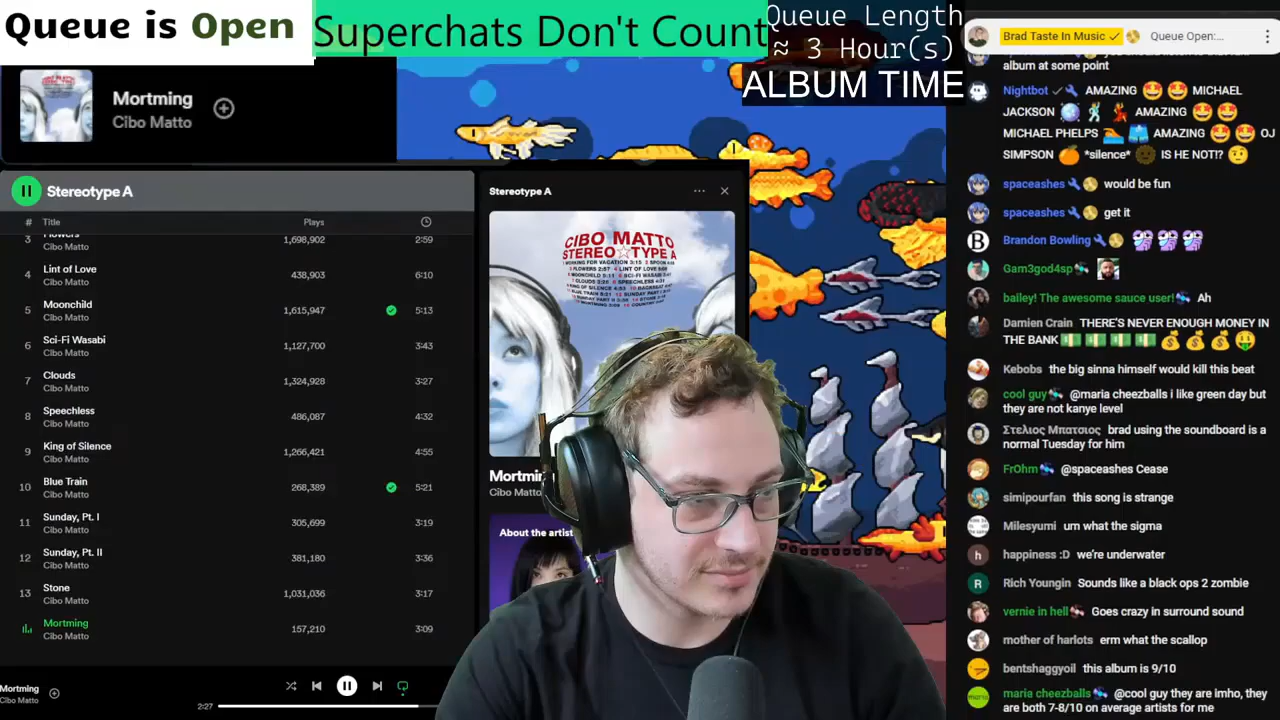 Queue is Open
Superchats Don't Count
Queue Length
≈ 3 Hour(s)
ALBUM TIME
Mortming
Cibo Matto
Stereotype A
# Title Plays
3 Flowers 1,698,902 2:59
Cibo Matto
4 Lint of Love 438,903 6:10
Cibo Matto
5 Moonchild 1,615,947 5:13
Cibo Matto
6 Sci-Fi Wasabi 1,127,700 3:43
Cibo Matto
7 Clouds 1,324,928 3:27
Cibo Matto
8 Speechless 486,087 4:32
Cibo Matto
9 King of Silence 1,266,421 4:55
Cibo Matto
10 Blue Train 268,389 5:21
Cibo Matto
11 Sunday, Pt. I 305,699 3:19
Cibo Matto
12 Sunday, Pt. II 381,180 3:36
Cibo Matto
13 Stone 1,031,036 3:17
Cibo Matto
Mortming 157,210 3:09
Cibo Matto
Mortming
Cibo Matto
2:27
Stereotype A
CIBO MATTO
STEREO☆TYPE A
Cibo Matto
About the artist
Brad Taste In Music Queue Open:...
album at some point
Nightbot AMAZING 🤩 🤩 MICHAEL
JACKSON 🪩 🕺 💃 AMAZING 🤩 🤩
MICHAEL PHELPS 🏊 🩳 AMAZING 🤩 🤩 OJ
SIMPSON 🍊 *silence* IS HE NOT!? 🤨
spaceashes would be fun
spaceashes get it
Brandon Bowling
Gam3god4sp
bailey! The awesome sauce user! Ah
Damien Crain THERE'S NEVER ENOUGH MONEY IN
THE BANK 💵 💵 💵 💵 💰 💰 💰 🤑
Kebobs the big sinna himself would kill this beat
cool guy @maria cheezballs i like green day but
they are not kanye level
Στελιος Μπατσιος brad using the soundboard is a
normal Tuesday for him
FrOhm @spaceashes Cease
simipourfan this song is strange
Milesyumi um what the sigma
happiness :D we're underwater
Rich Youngin Sounds like a black ops 2 zombie
vernie in hell Goes crazy in surround sound
mother of harlots erm what the scallop
bentshaggyoil this album is 9/10
maria cheezballs @cool guy they are imho, they
are both 7-8/10 on average artists for me